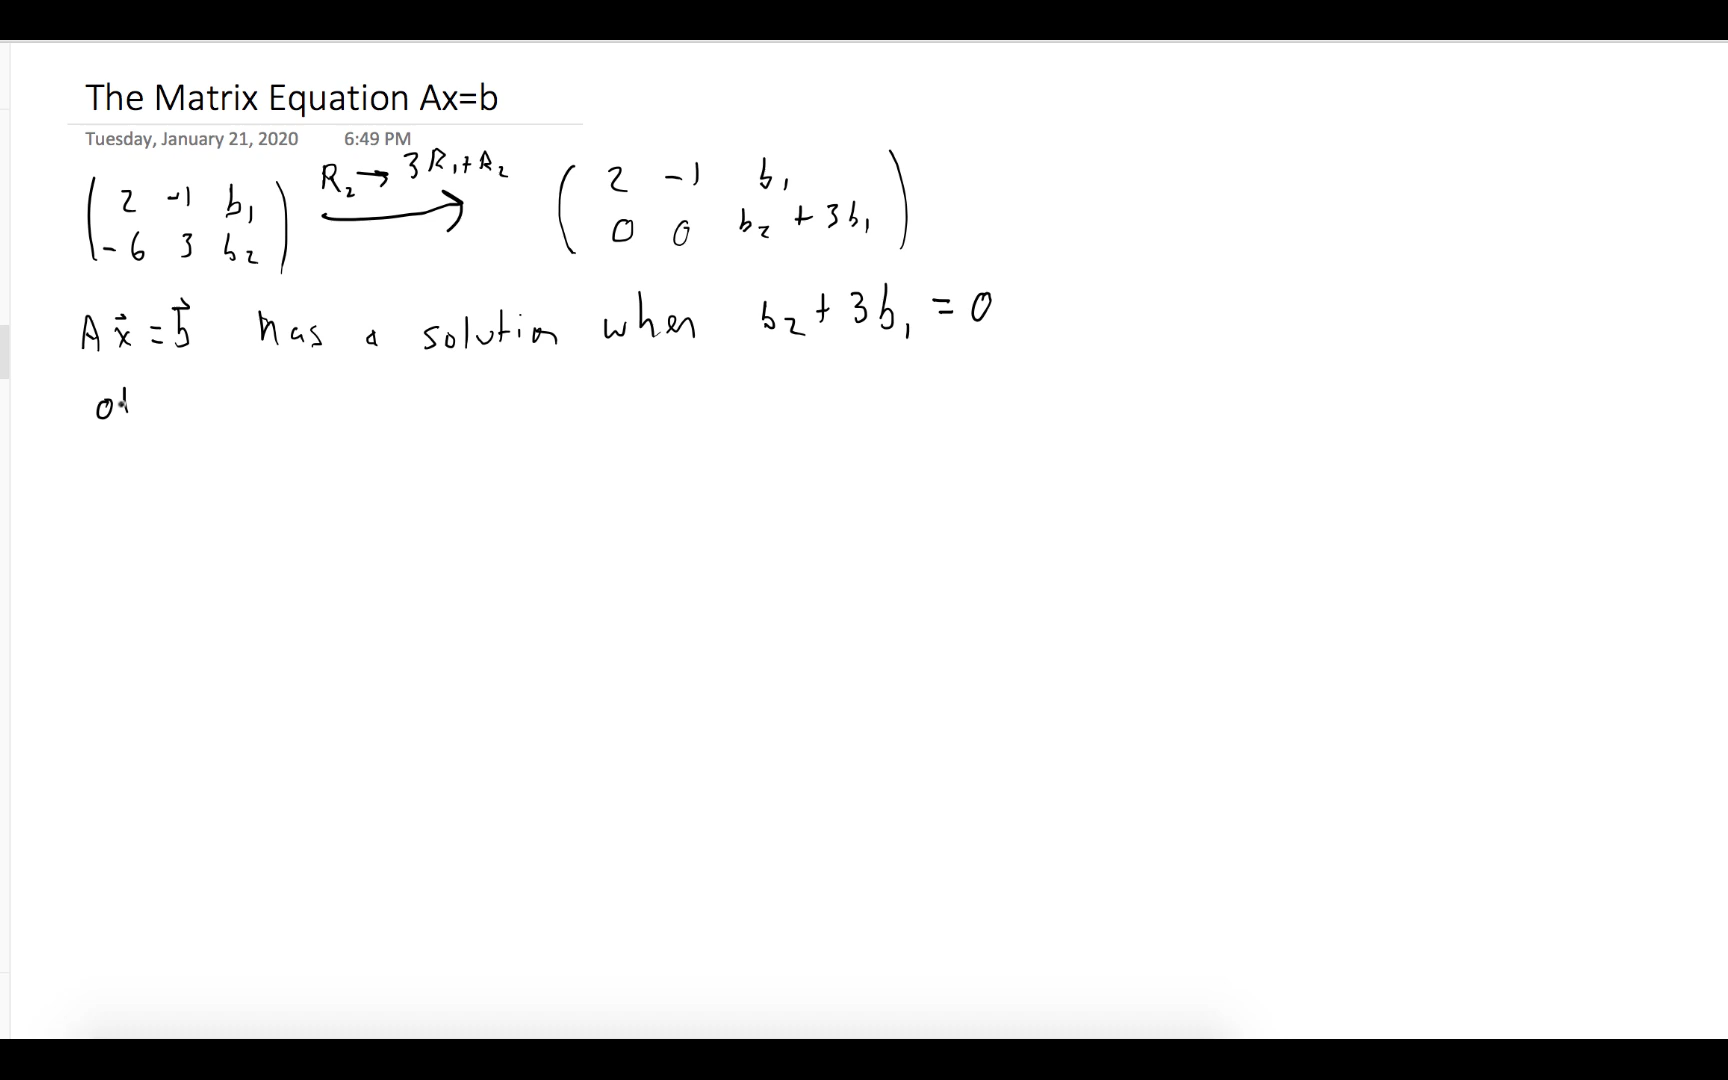 The Matrix Equation Ax=b
Tuesday, January 21, 2020 6:49 PM
R₂ → 3R₁+R₂
2 -1 b₁
-6 3 b₂
2 -1 b₁
0 0 b₂ + 3b₁
Ax⃗ = b⃗ has a solution when b₂ + 3b₁ = 0